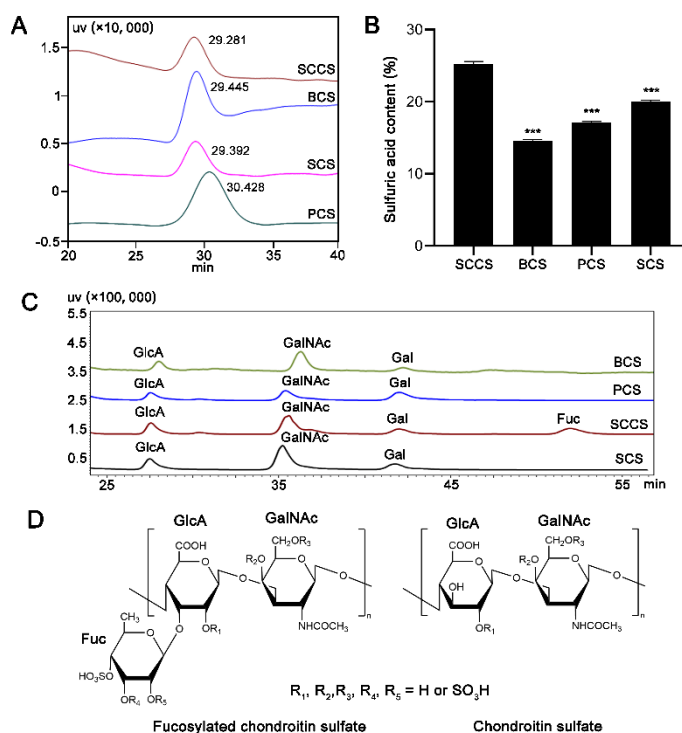 A
uv (×10, 000)
1.5
1
0.5
0
-0.5
29.281
SCCS
29.445
BCS
29.392
SCS
30.428
PCS
20
30
40
min
B
Sulfuric acid content (%)
30
20
10
0
***
***
***
SCCS
BCS
PCS
SCS
C
uv (×100, 000)
5.5
4.5
3.5
2.5
1.5
0.5
GlcA
GalNAc
Gal
BCS
GlcA
GalNAc
Gal
PCS
GlcA
GalNAc
Gal
Fuc
SCCS
GlcA
GalNAc
Gal
SCS
25
35
45
55
min
D
GlcA
GalNAc
COOH
CH₂OR₃
R₂O
O
O
O
O
n
O
OR₁
NHCOCH₃
Fuc
CH₃
O
HO₃SO
OR₄
OR₅
GlcA
GalNAc
COOH
CH₂OR₃
R₂O
O
O
O
O
OH
n
OR₁
NHCOCH₃
R₁, R₂,R₃, R₄, R₅ = H or SO₃H
Fucosylated chondroitin sulfate
Chondroitin sulfate